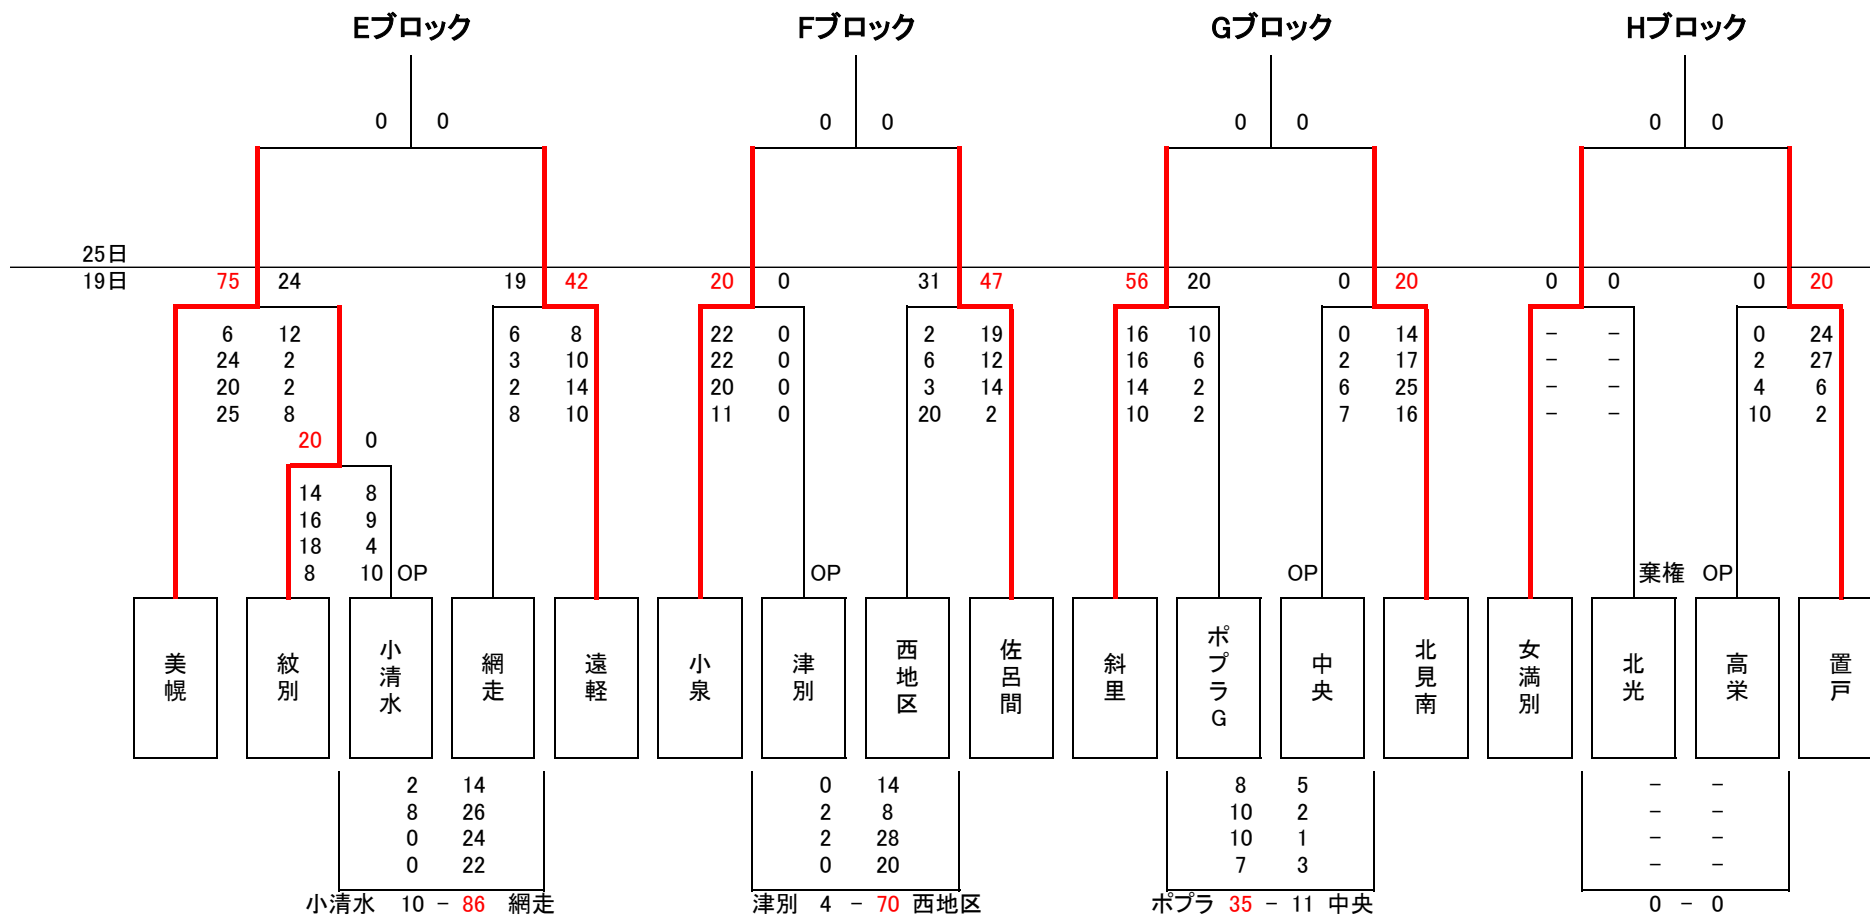 Eブロック Fブロック Gブロック Hブロック
0 0 0 0 0 0 0 0
25日
19日 75 24 19 42 20 0 31 47 56 20 0 20 0 0 0 20
6 12 6 8 22 0 2 19 16 10 0 14 － － 0 24
24 2 3 10 22 0 6 12 16 6 2 17 － － 2 27
20 2 2 14 20 0 3 14 14 2 6 25 － － 4 6
25 8 8 10 11 0 20 2 10 2 7 16 － － 10 2
20 0
14 8
16 9
18 4
8 10 OP OP OP 棄権 OP
美幌 紋別 小清水 網走 遠軽 小泉 津別 西地区 佐呂間 斜里 ポプラG 中央 北見南 女満別 北光 高栄 置戸
2 14 0 14 8 5 － －
8 26 2 8 10 2 － －
0 24 2 28 10 1 － －
0 22 0 20 7 3 － －
小清水 10 － 86 網走 津別 4 － 70 西地区 ポプラ 35 － 11 中央 0 － 0